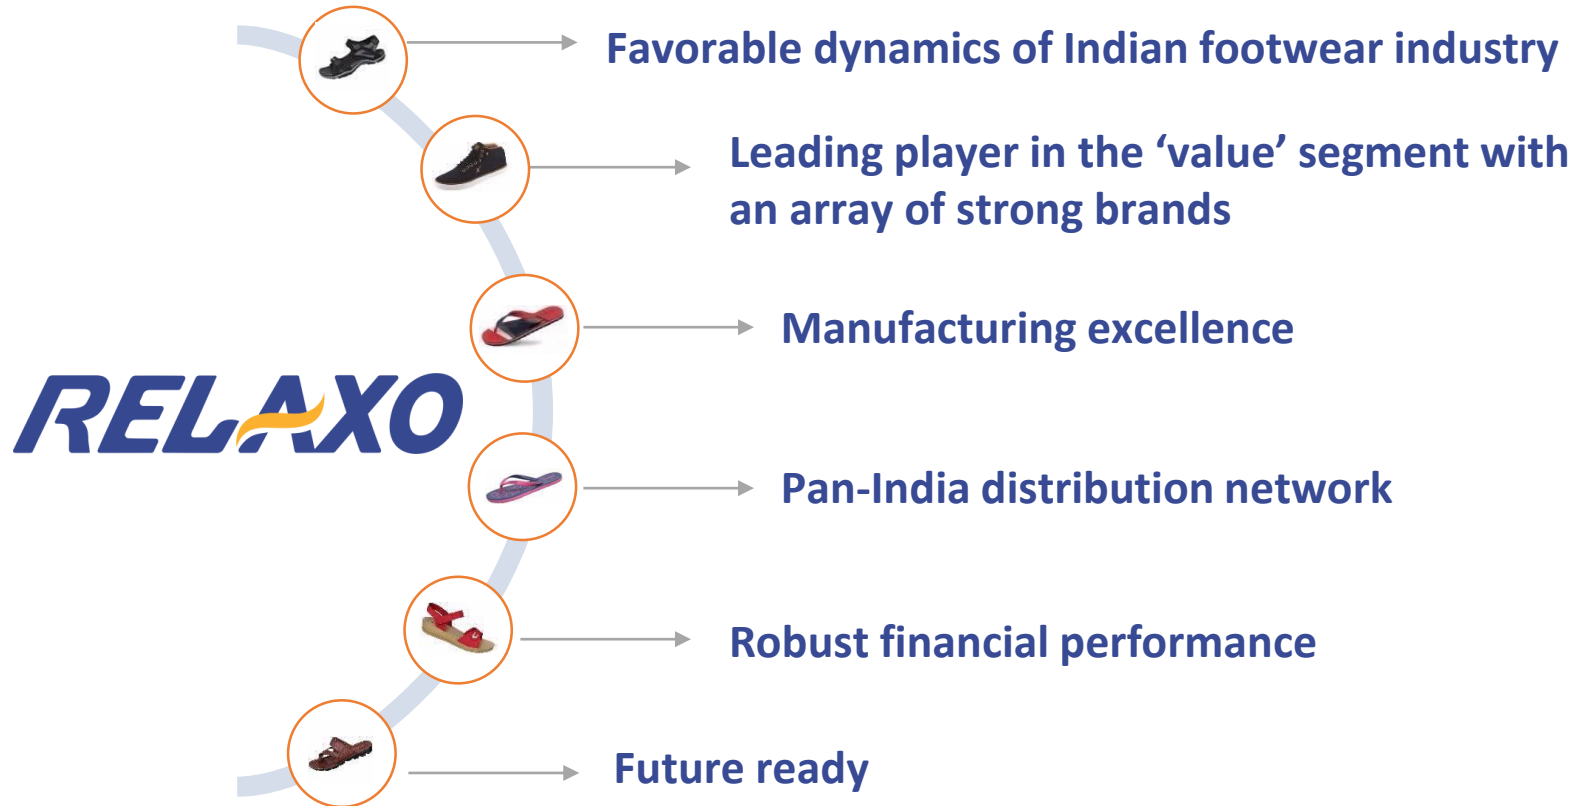 Favorable dynamics of Indian footwear industry
Leading player in the ‘value’ segment with
an array of strong brands
Manufacturing excellence
RELAXO
Pan-India distribution network
Robust financial performance
Future ready